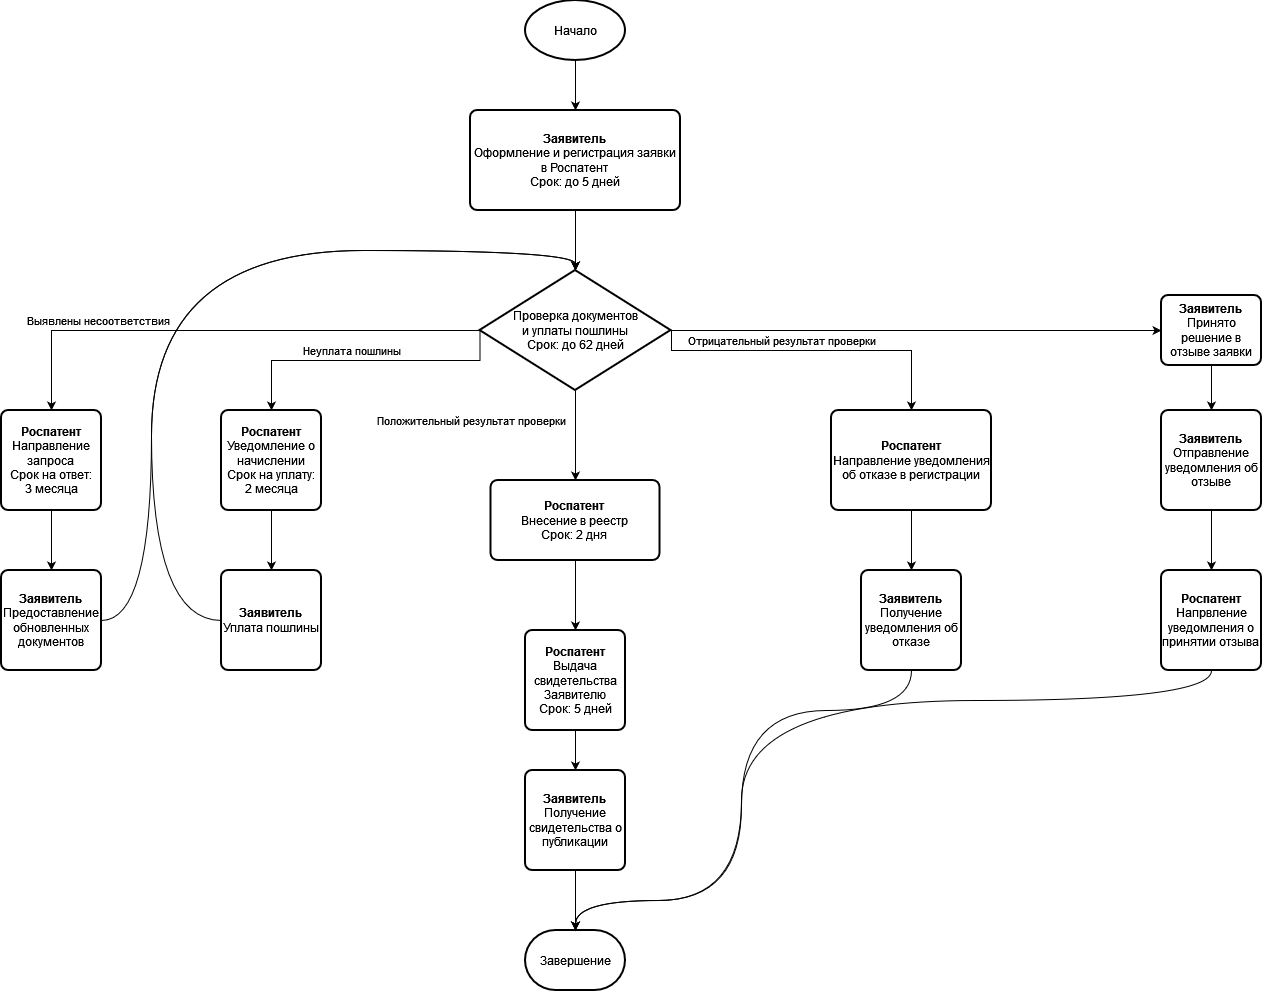 Начало
Заявитель
Оформление и регистрация заявки
в Роспатент
Срок: до 5 дней
Проверка документов
и уплаты пошлины
Срок: до 62 дней
Заявитель
Принято
решение в
отзыве заявки
Выявлены несоответствия
Неуплата пошлины
Отрицательный результат проверки
Положительный результат проверки
Роспатент
Направление
запроса
Срок на ответ:
3 месяца
Роспатент
Уведомление о
начислении
Срок на уплату:
2 месяца
Роспатент
Внесение в реестр
Срок: 2 дня
Роспатент
Направление уведомления
об отказе в регистрации
Заявитель
Отправление
уведомления об
отзыве
Заявитель
Предоставление
обновленных
документов
Заявитель
Уплата пошлины
Роспатент
Выдача
свидетельства
Заявителю
Срок: 5 дней
Заявитель
Получение
уведомления об
отказе
Роспатент
Напрвление
уведомления о
принятии отзыва
Заявитель
Получение
свидетельства о
публикации
Завершение